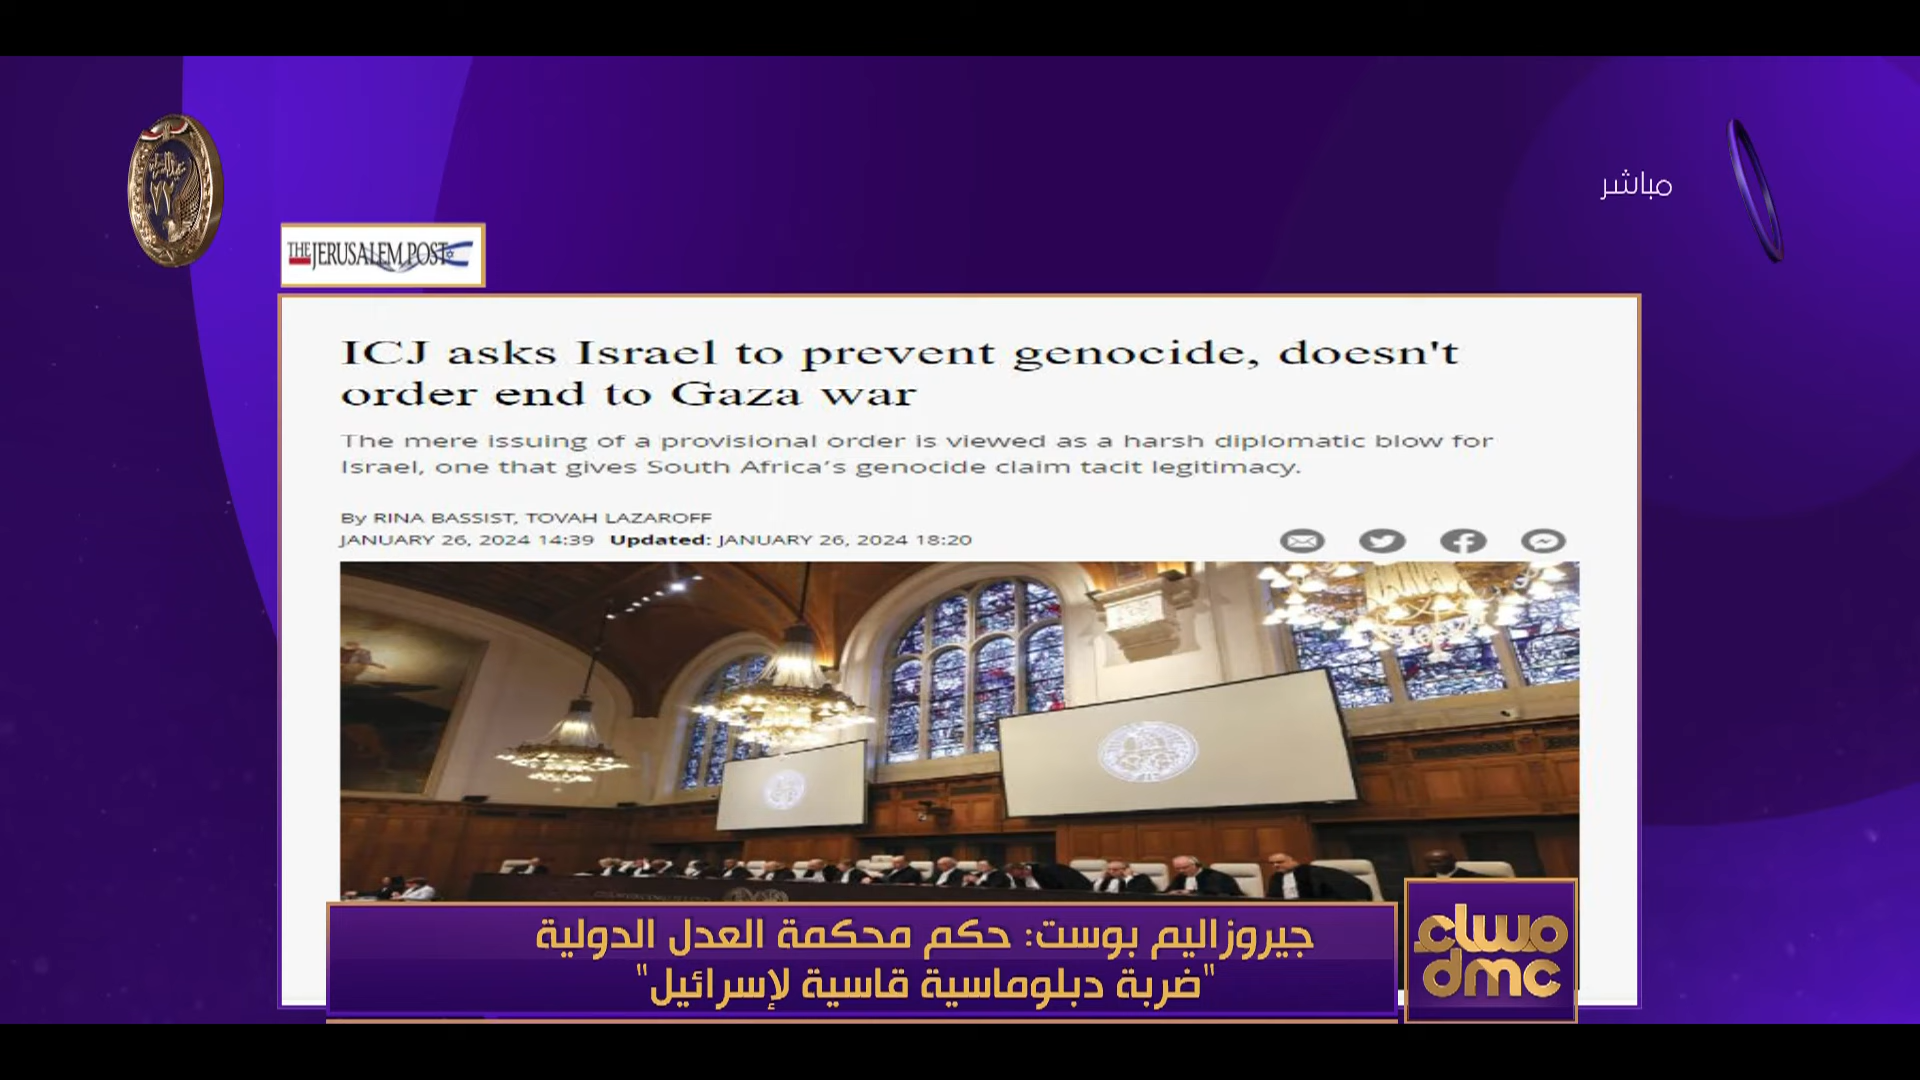 مباشر
THE JERUSALEM POST
ICJ asks Israel to prevent genocide, doesn't
order end to Gaza war
The mere issuing of a provisional order is viewed as a harsh diplomatic blow for
Israel, one that gives South Africa's genocide claim tacit legitimacy.
By RINA BASSIST, TOVAH LAZAROFF
JANUARY 26, 2024 14:39 Updated: JANUARY 26, 2024 18:20
جيروزاليم بوست: حكم محكمة العدل الدولية
"ضربة دبلوماسية قاسية لإسرائيل"
مساء
dmc